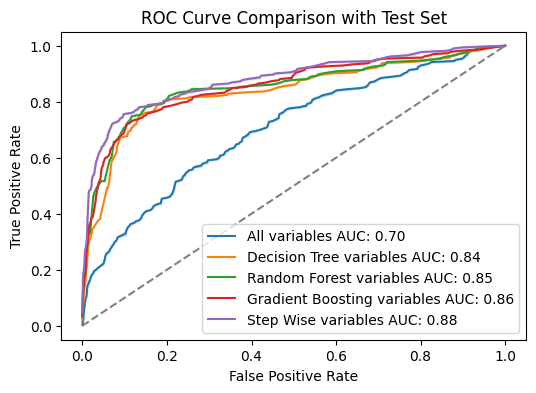 ROC Curve Comparison with Test Set
1.0
0.8
0.6
0.4
0.2
0.0
True Positive Rate
All variables AUC: 0.70
Decision Tree variables AUC: 0.84
Random Forest variables AUC: 0.85
Gradient Boosting variables AUC: 0.86
Step Wise variables AUC: 0.88
0.0 0.2 0.4 0.6 0.8 1.0
False Positive Rate